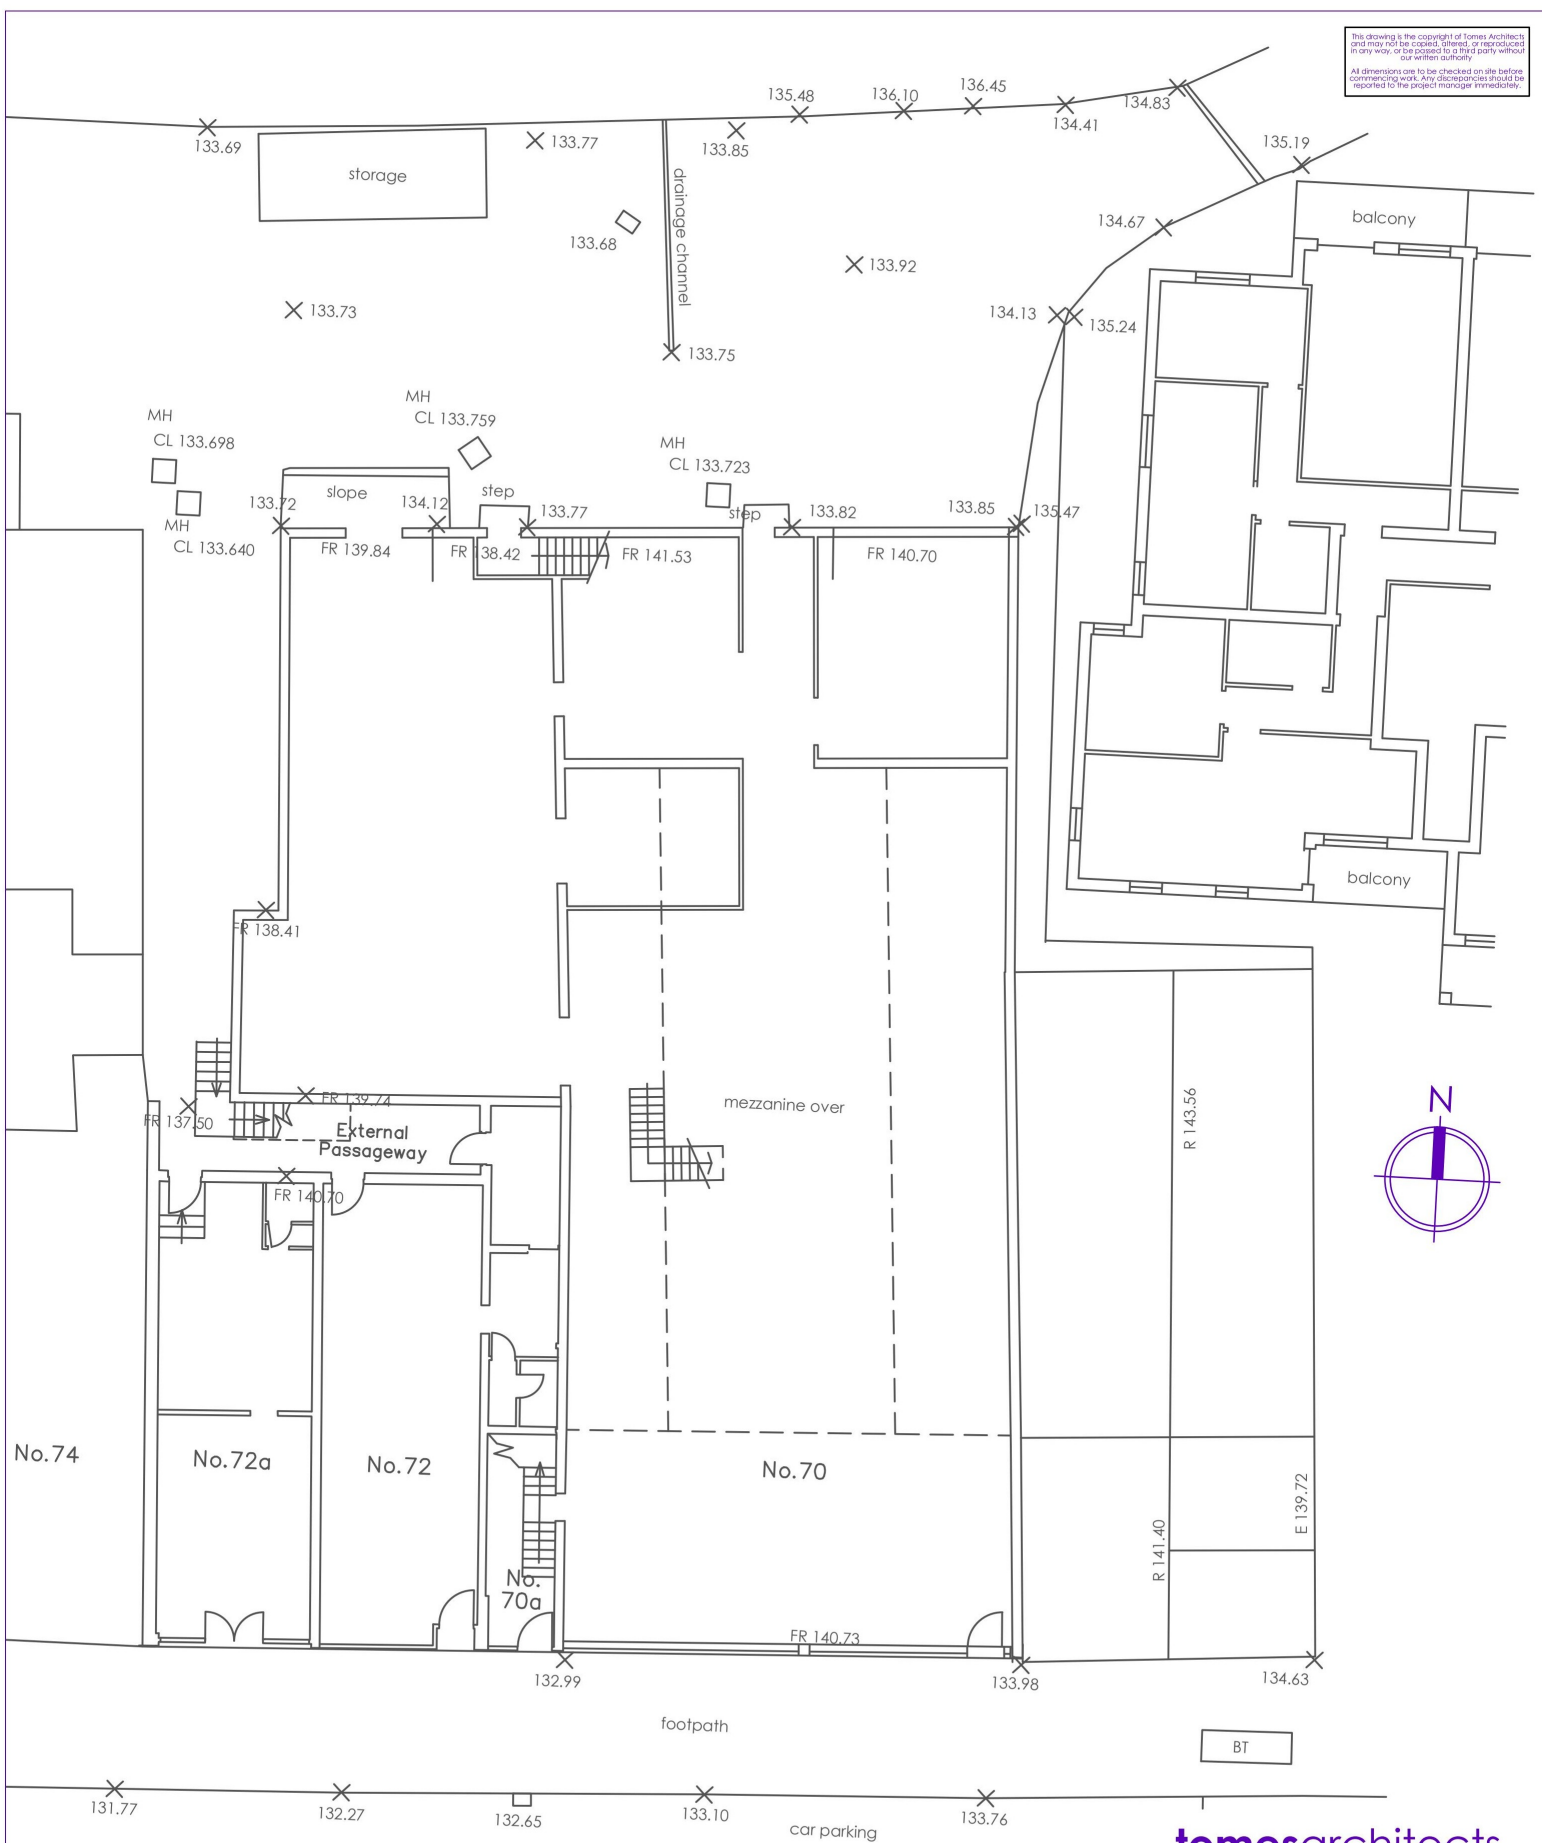 This drawing is the copyright of Tomes Architects
and may not be copied, altered, or reproduced
in any way, or be passed to a third party without
our written authority
All dimensions are to be checked on site before
commencing work. Any discrepancies should be
reported to the project manager immediately.
136.45
135.48
136.10
134.83
134.41
133.69
133.77
133.85
135.19
storage
drainage channel
134.67
balcony
133.68
133.92
133.73
134.13
135.24
133.75
MH
CL 133.759
MH
CL 133.698
MH
CL 133.723
slope
step
133.72
134.12
133.77
step
133.82
133.85
135.47
MH
CL 133.640
FR 139.84
FR 138.42
FR 141.53
FR 140.70
balcony
FR 138.41
FR 139.74
FR 137.50
mezzanine over
R 143.56
N
External
Passageway
FR 140.70
No.74
No.72a
No.72
No.70
E 139.72
R 141.40
No.
70a
FR 140.73
132.99
133.98
134.63
footpath
BT
131.77
132.27
132.65
133.10
133.76
car parking
tomesarchitects